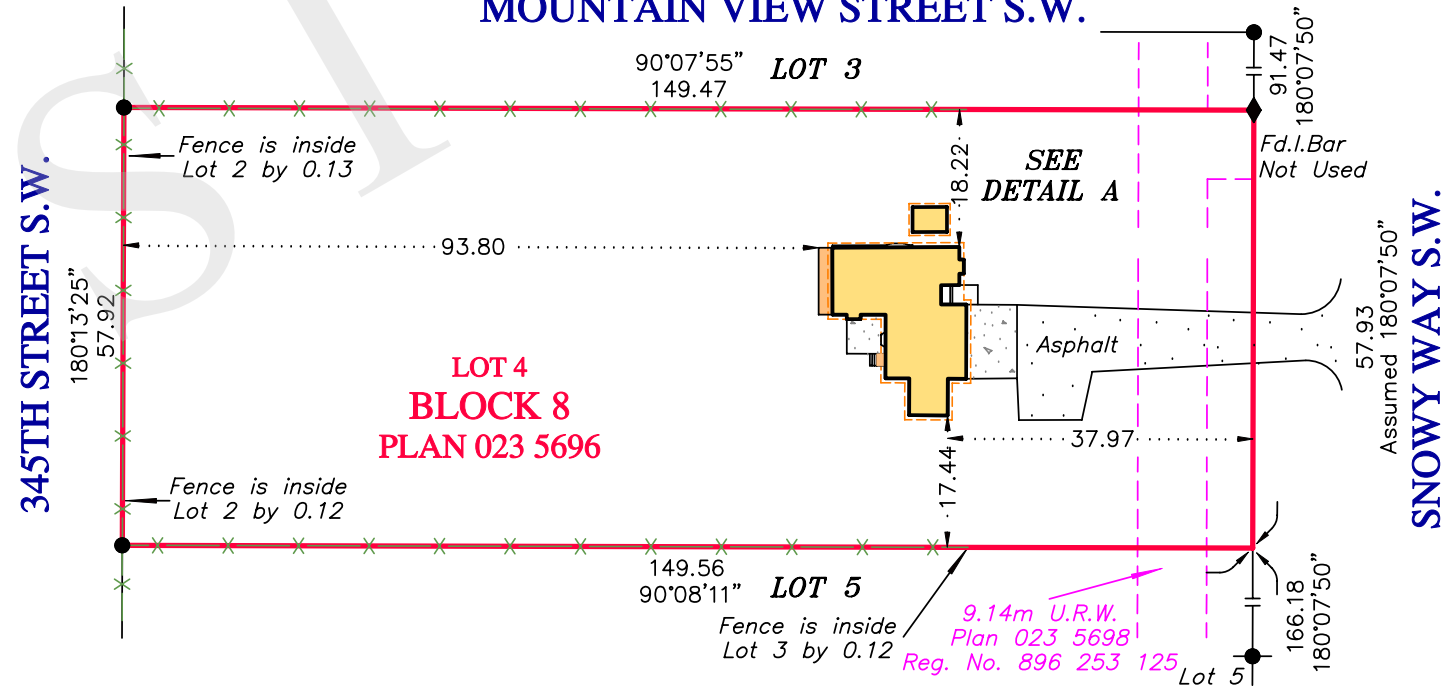 MOUNTAIN VIEW STREET S.W.
90°07'55"
149.47
LOT 3
91.47
180°07'50"
Fence is inside
Lot 2 by 0.13
18.22
SEE
DETAIL A
Fd.I.Bar
Not Used
345TH STREET S.W.
180°13'25"
57.92
93.80
Asphalt
57.93
Assumed 180°07'50"
SNOWY WAY S.W.
LOT 4
BLOCK 8
PLAN 023 5696
37.97
17.44
Fence is inside
Lot 2 by 0.12
149.56
90°08'11"
LOT 5
Fence is inside
Lot 3 by 0.12
9.14m U.R.W.
Plan 023 5698
Reg. No. 896 253 125
166.18
180°07'50"
Lot 5